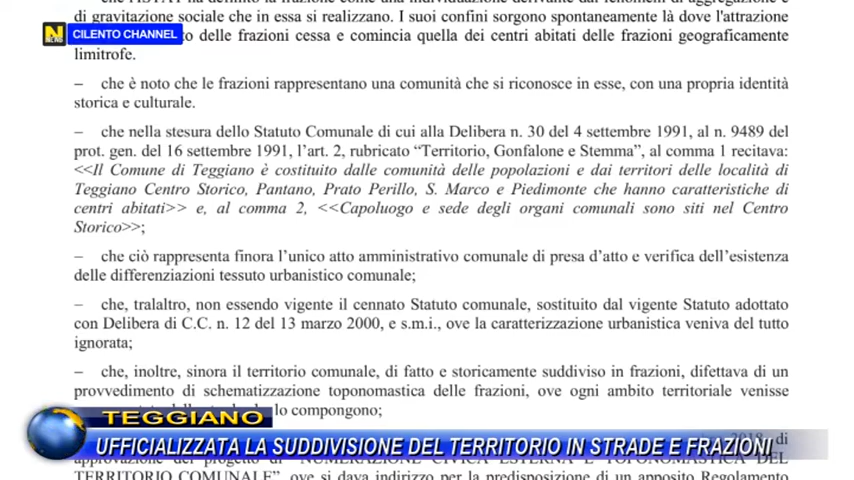 che l'ISTAT ha definito la frazione come una individuazione derivante dai fenomeni di aggregazione e
di gravitazione sociale che in essa si realizzano. I suoi confini sorgono spontaneamente là dove l'attrazione
CILENTO CHANNEL
delle frazioni cessa e comincia quella dei centri abitati delle frazioni geograficamente
limitrofe.
– che è noto che le frazioni rappresentano una comunità che si riconosce in esse, con una propria identità
storica e culturale.
– che nella stesura dello Statuto Comunale di cui alla Delibera n. 30 del 4 settembre 1991, al n. 9489 del
prot. gen. del 16 settembre 1991, l'art. 2, rubricato “Territorio, Gonfalone e Stemma”, al comma 1 recitava:
<<Il Comune di Teggiano è costituito dalle comunità delle popolazioni e dai territori delle località di
Teggiano Centro Storico, Pantano, Prato Perillo, S. Marco e Piedimonte che hanno caratteristiche di
centri abitati>> e, al comma 2, <<Capoluogo e sede degli organi comunali sono siti nel Centro
Storico>>;
– che ciò rappresenta finora l'unico atto amministrativo comunale di presa d'atto e verifica dell'esistenza
delle differenziazioni tessuto urbanistico comunale;
– che, tralaltro, non essendo vigente il cennato Statuto comunale, sostituito dal vigente Statuto adottato
con Delibera di C.C. n. 12 del 13 marzo 2000, e s.m.i., ove la caratterizzazione urbanistica veniva del tutto
ignorata;
– che, inoltre, sinora il territorio comunale, di fatto e storicamente suddiviso in frazioni, difettava di un
provvedimento di schematizzazione toponomastica delle frazioni, ove ogni ambito territoriale venisse
lo compongono;
TEGGIANO
2018 di
UFFICIALIZZATA LA SUDDIVISIONE DEL TERRITORIO IN STRADE E FRAZIONI
approvazione del progetto di “NUMERAZIONE CIVICA ESTERNA E TOPONOMASTICA DEL
TERRITORIO COMUNALE”, ove si dava indirizzo per la predisposizione di un apposito Regolamento